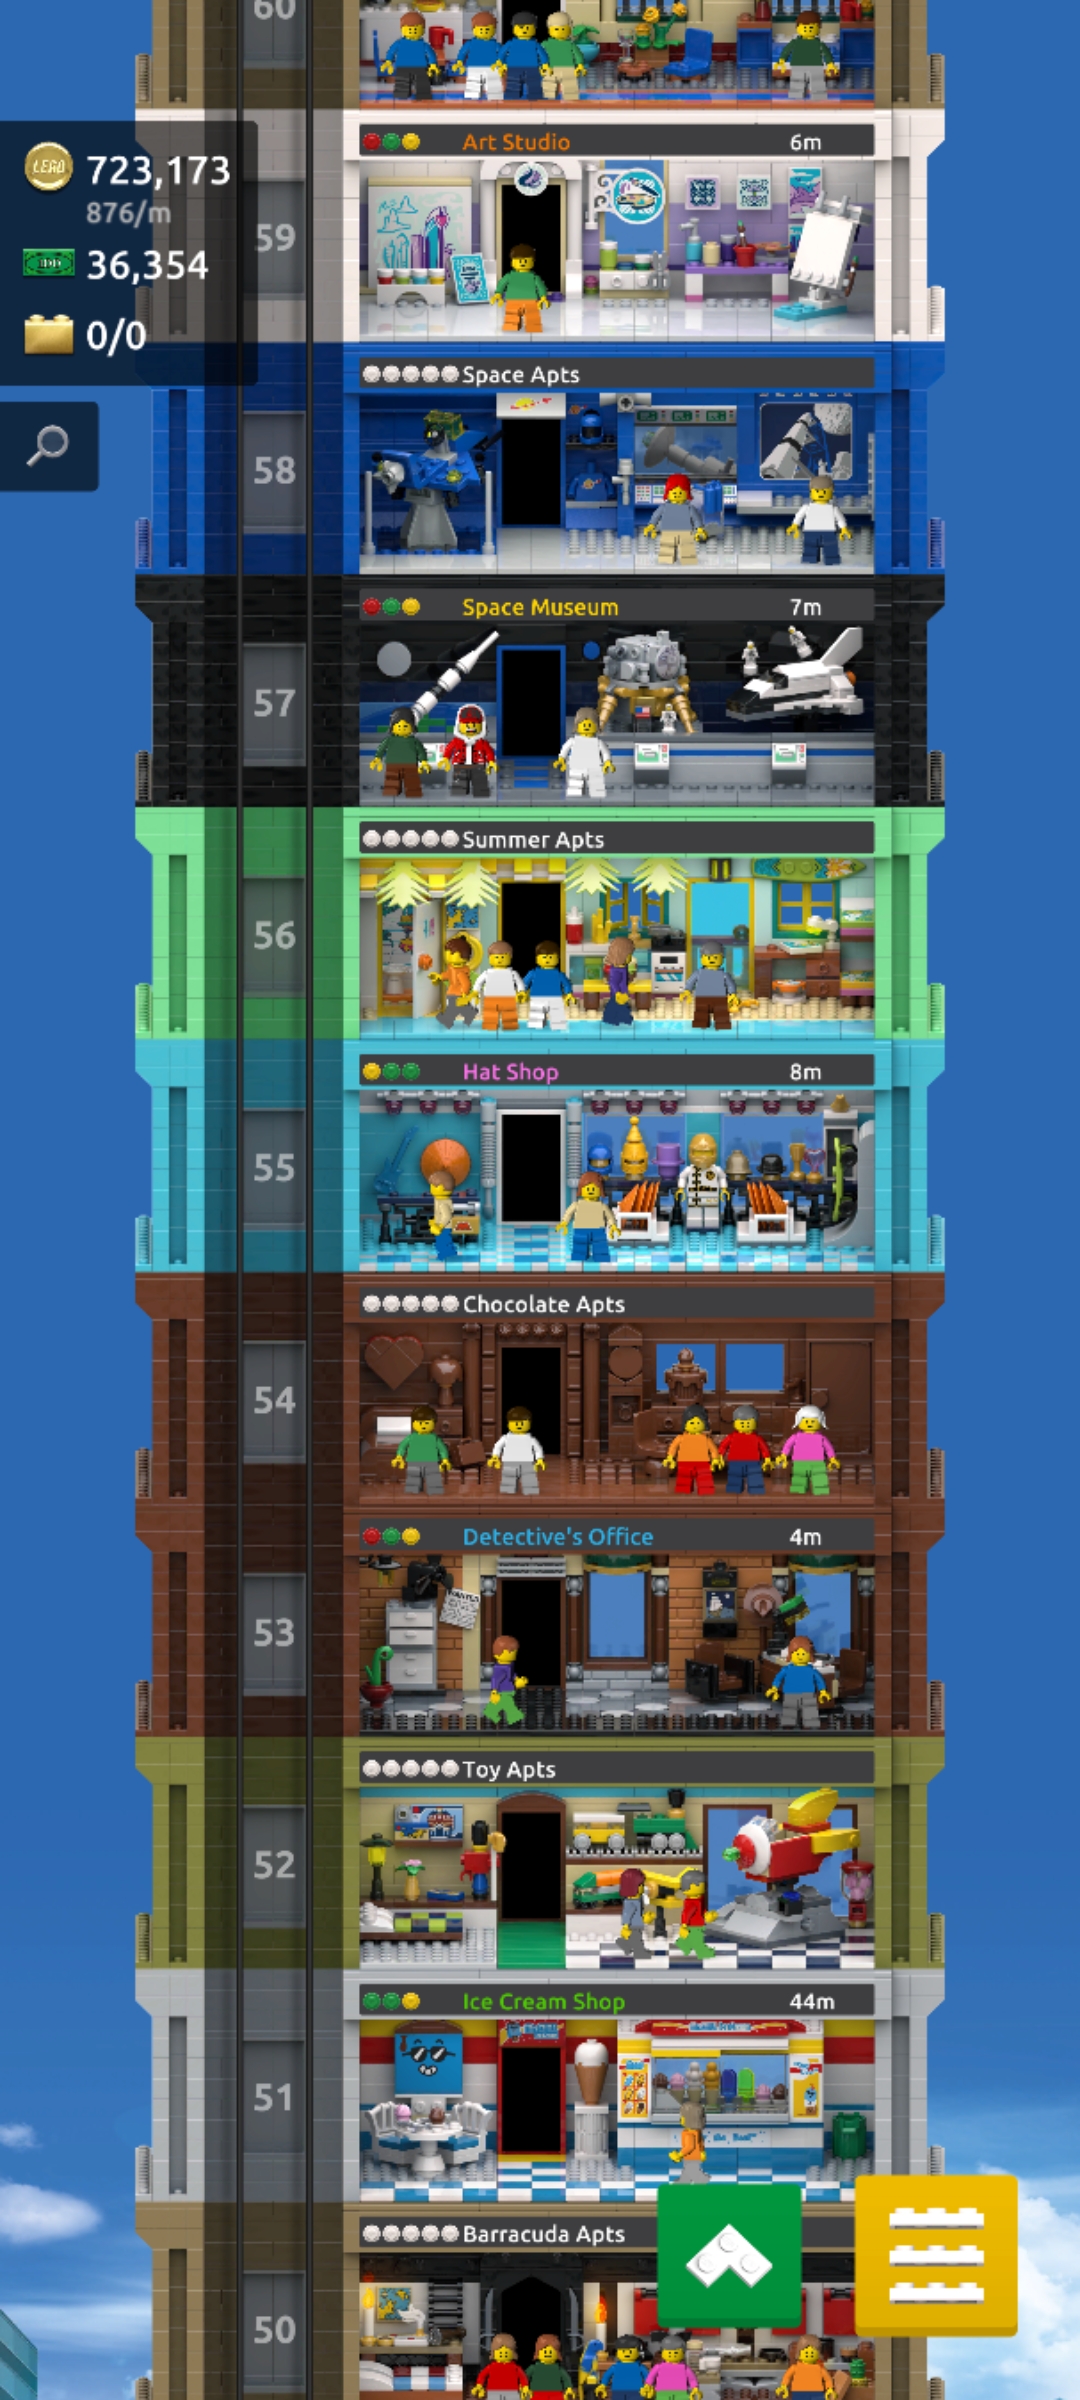 60
LEGO 723,173
876/m
36,354
0/0
Art Studio 6m
59
Space Apts
58
Space Museum 7m
57
Summer Apts
56
Hat Shop 8m
55
Chocolate Apts
54
Detective's Office 4m
53
Toy Apts
52
Ice Cream Shop 44m
51
Barracuda Apts
50